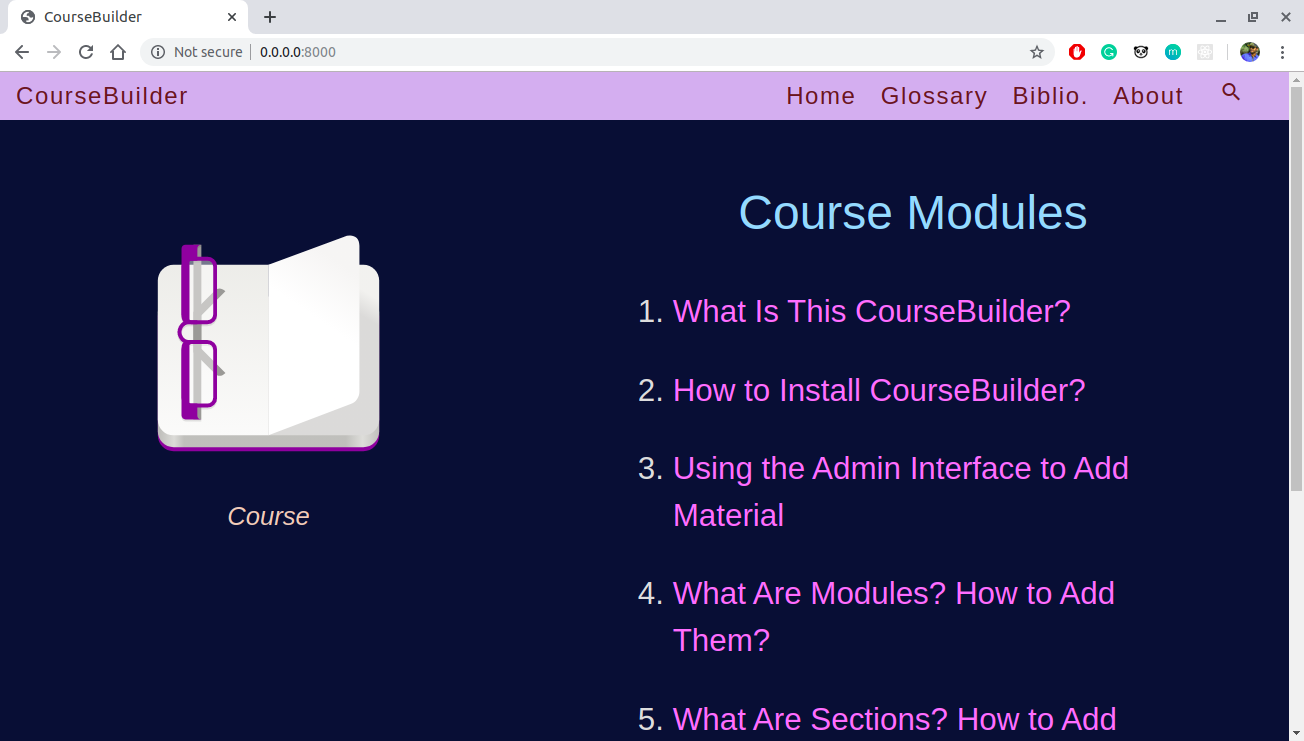 CourseBuilder
Not secure
0.0.0.0:8000
CourseBuilder
Home Glossary Biblio. About
Course Modules
1. What Is This CourseBuilder?
2. How to Install CourseBuilder?
3. Using the Admin Interface to Add
Material
4. What Are Modules? How to Add
Them?
5. What Are Sections? How to Add
Course